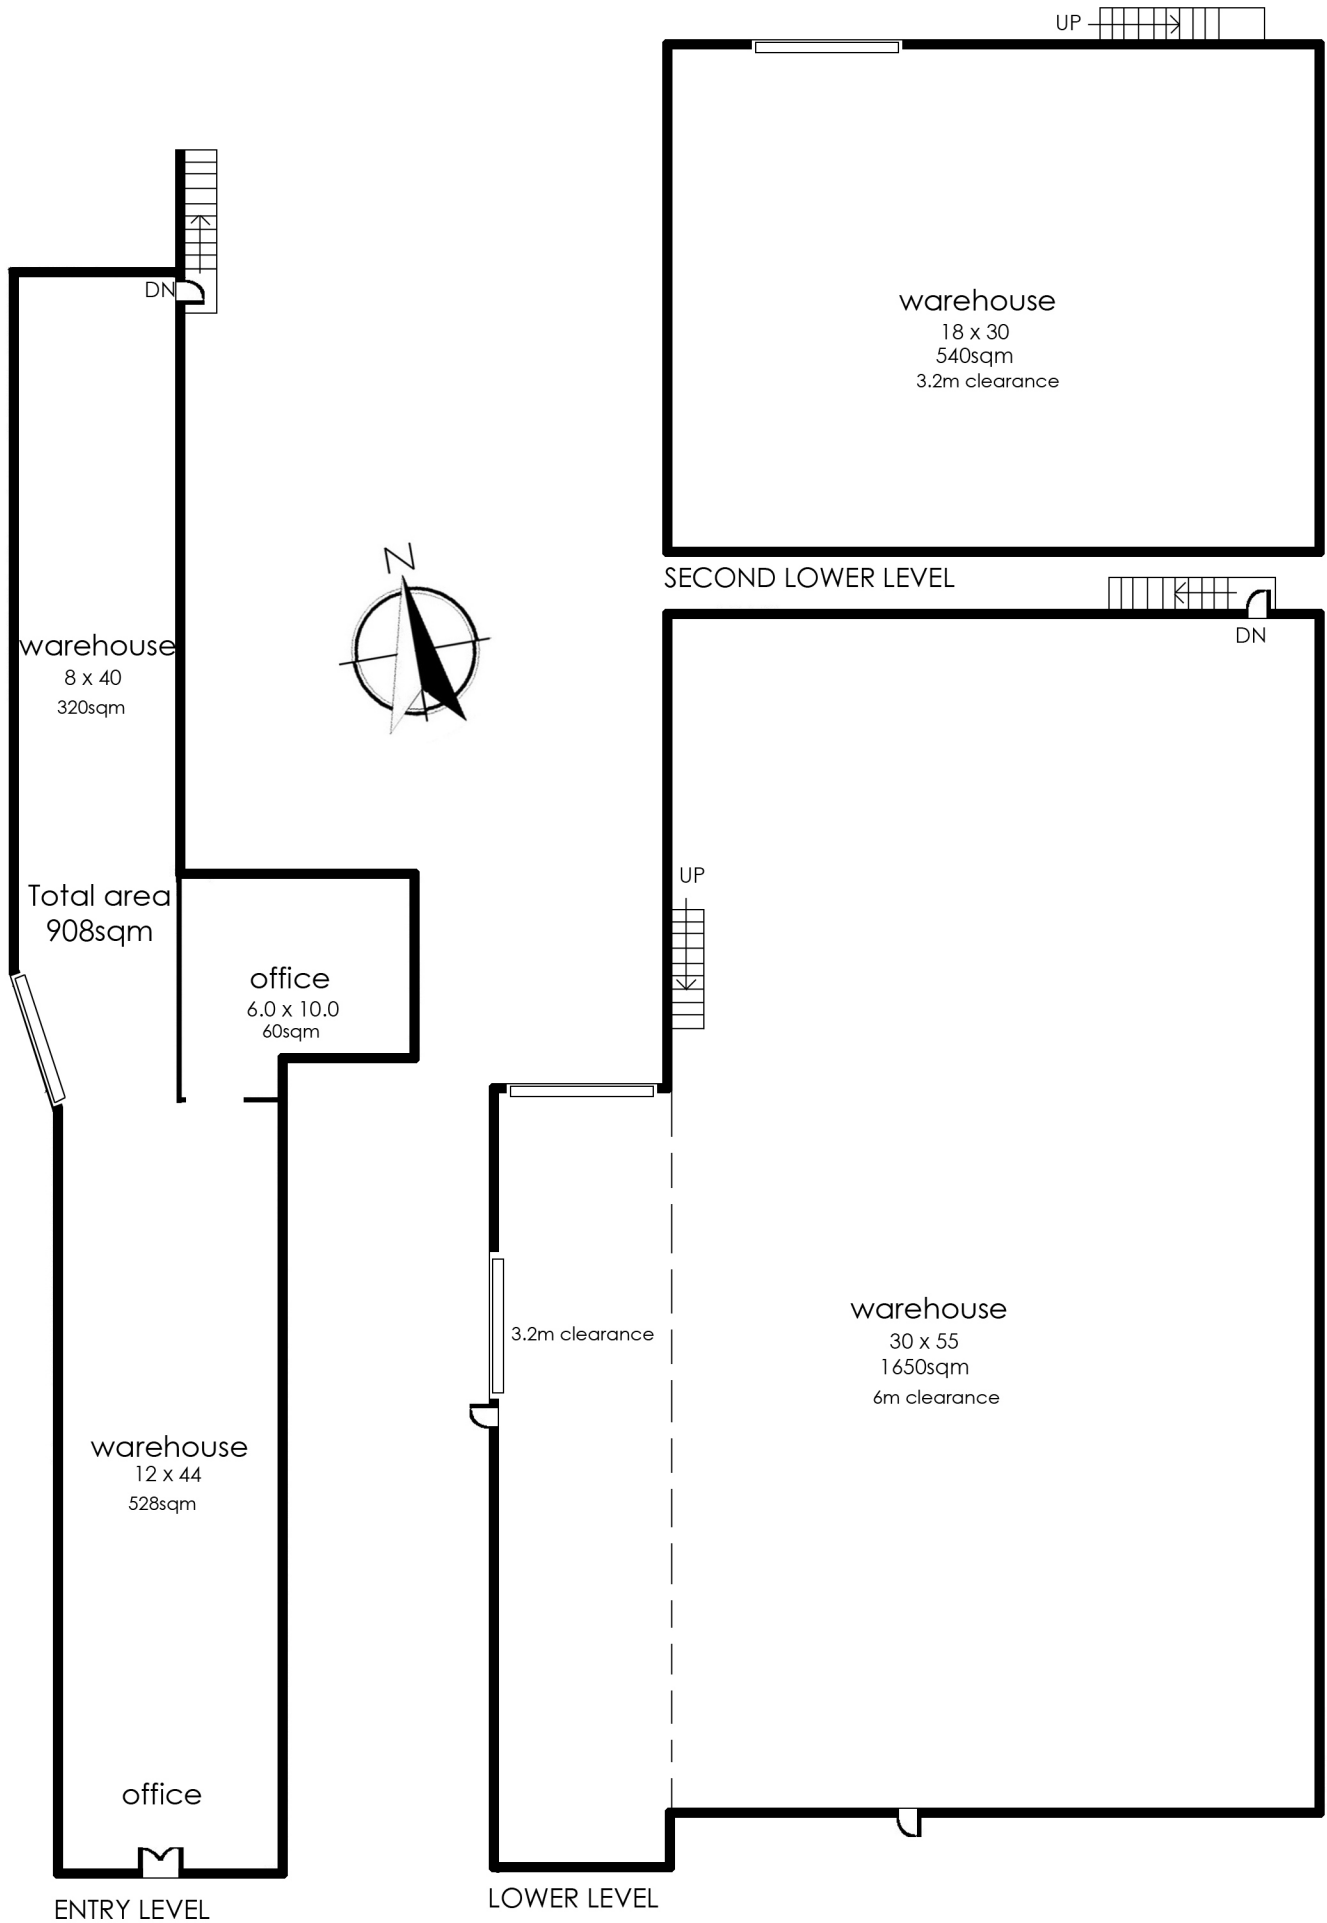 UP
DN
warehouse
18 x 30
540sqm
3.2m clearance
N
SECOND LOWER LEVEL
DN
warehouse
8 x 40
320sqm
UP
Total area
908sqm
office
6.0 x 10.0
60sqm
3.2m clearance
warehouse
30 x 55
1650sqm
6m clearance
warehouse
12 x 44
528sqm
office
ENTRY LEVEL
LOWER LEVEL